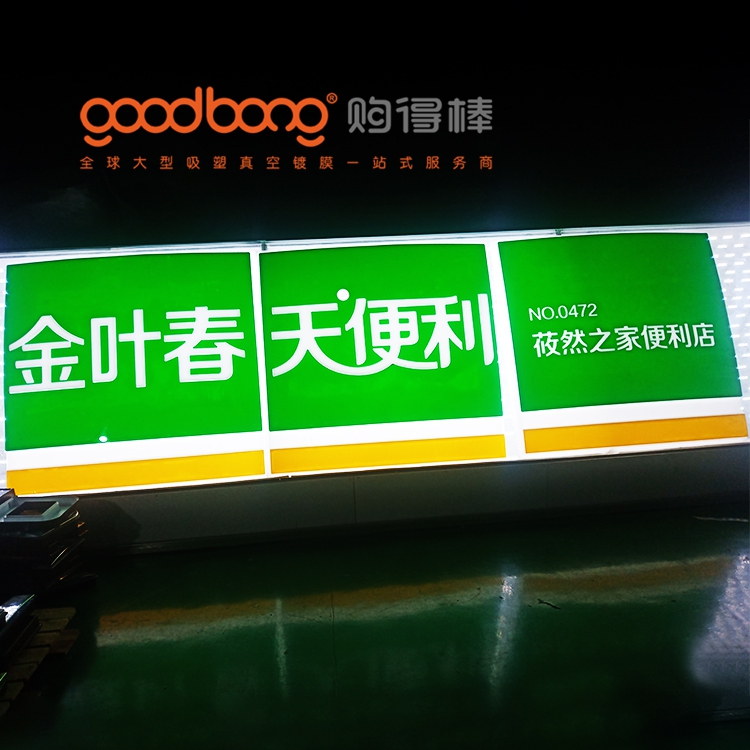 goodbong® 购得棒
全球大型吸塑真空镀膜一站式服务商
金叶春
天便利
NO.0472
莜然之家便利店